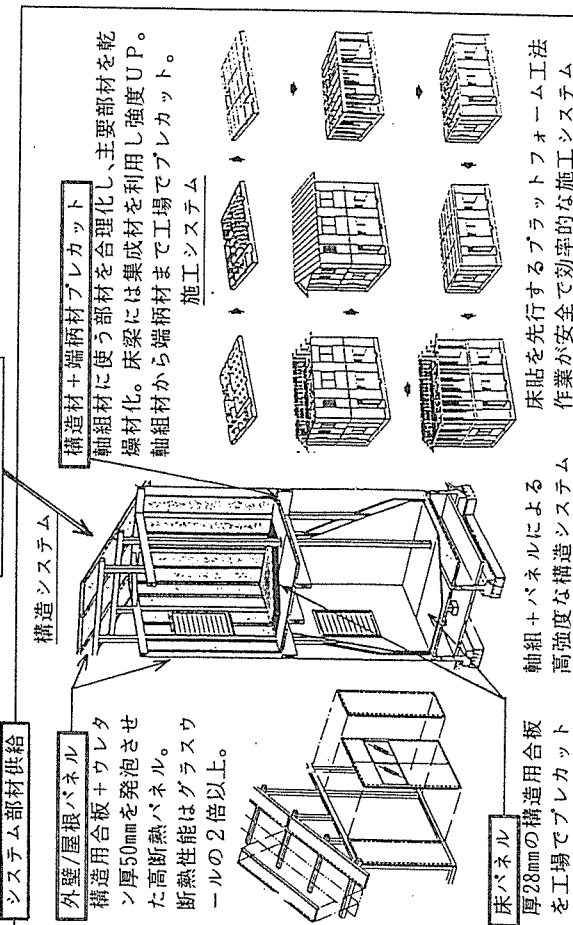 システム部材供給
外壁/屋根パネル
構造用合板+ウレタ
ン厚50mmを発泡させ
た高断熱パネル。
断熱性能はグラスウ
ールの2倍以上。
床パネル
厚28mmの構造用合板
を工場でプレカット
構造システム
軸組+パネルによる
高強度な構造システム
構造材+端柄材プレカット
軸組材に使う部材を合理化し、主要部材を乾
燥材化。床梁には集成材を利用し強度UP。
軸組材から端柄材まで工場でプレカット。
施工システム
床貼を先行するプラットフォーム工法
作業が安全で効率的な施工システム